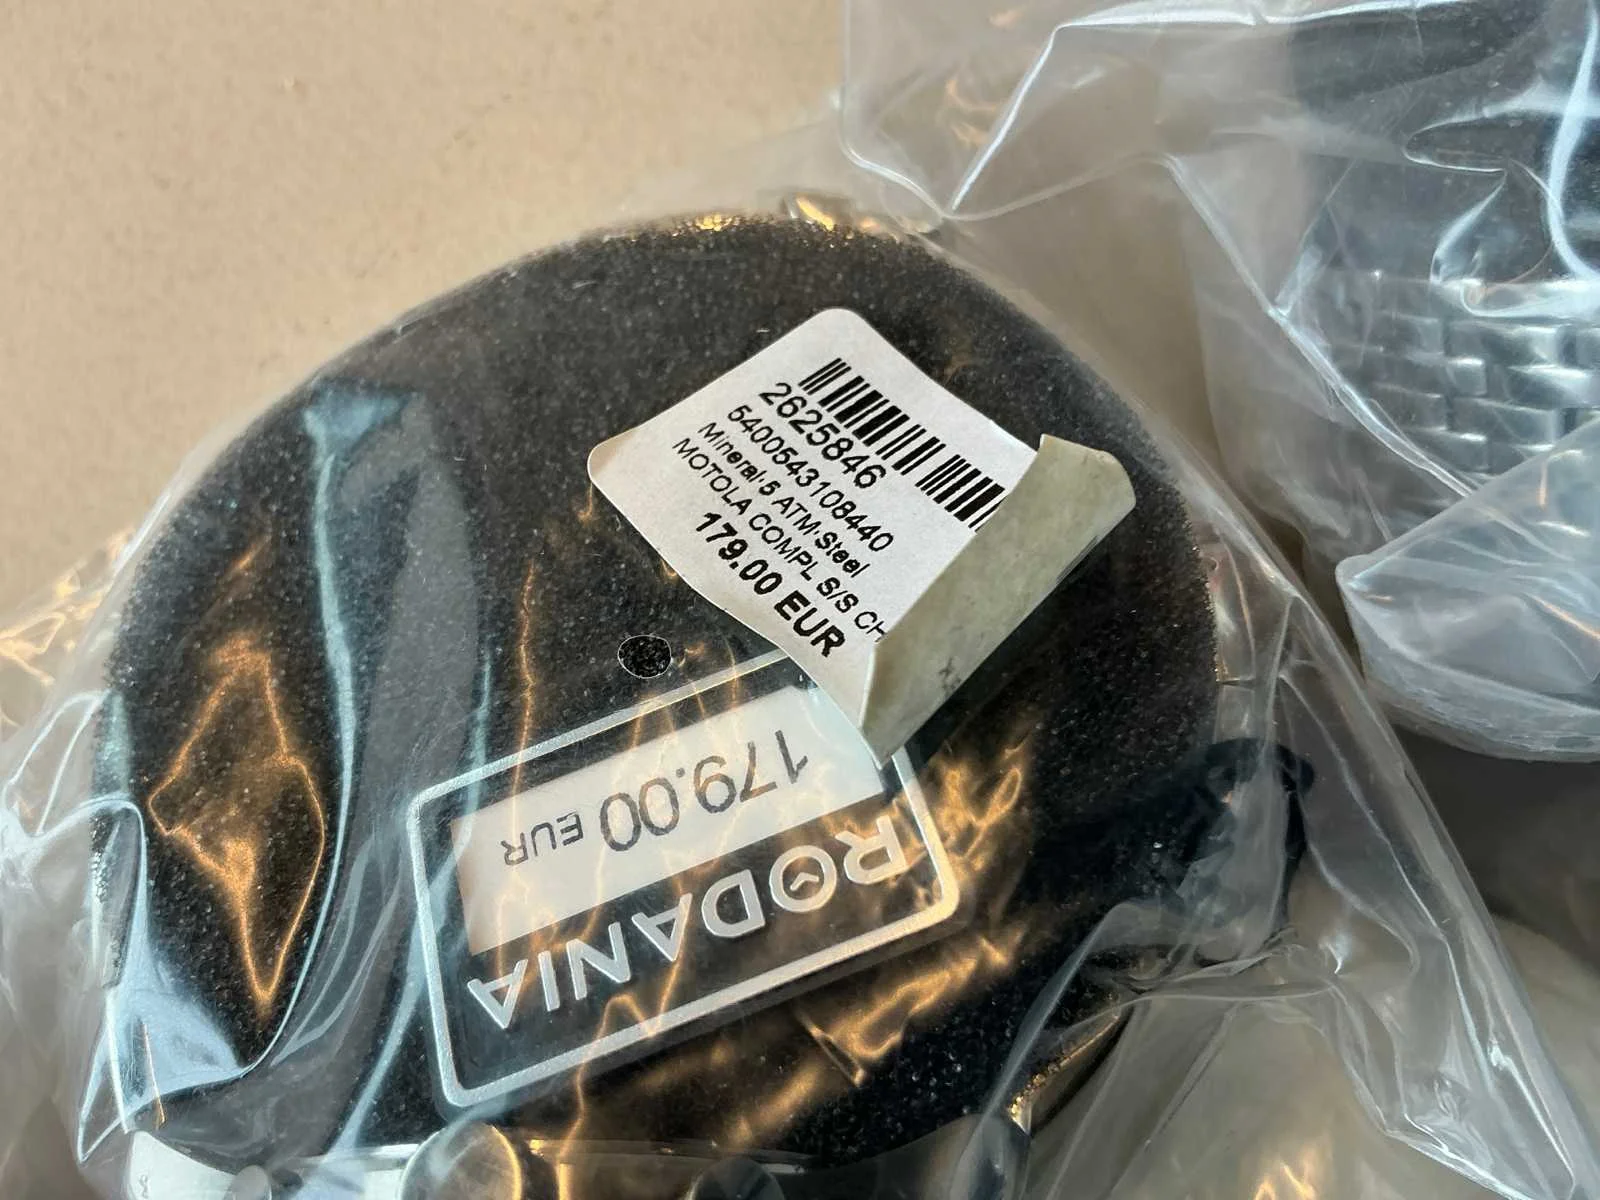 2625846
5400543108440
Mineral·5 ATM·Steel
MOTOLA COMPL S/S CH
179.00 EUR
179.00 EUR
RODANIA